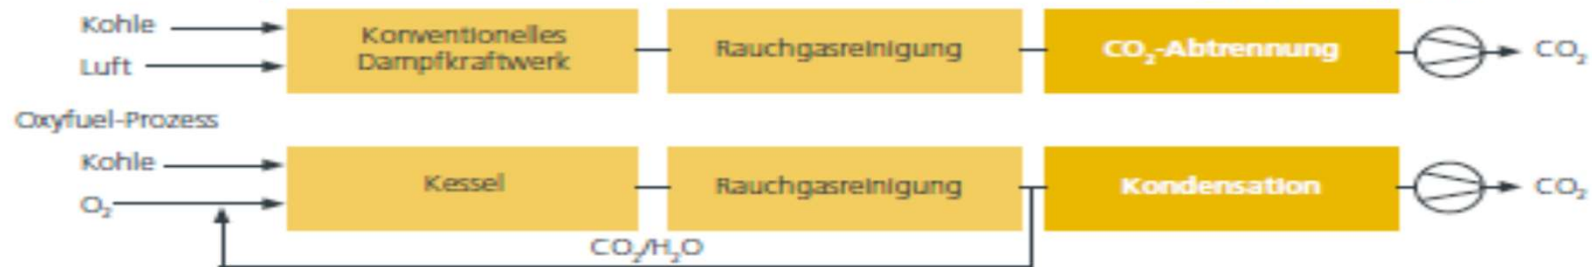 Kohle
Konventionelles
Dampfkraftwerk
Rauchgasreinigung
CO₂-Abtrennung
CO₂
Luft
Oxyfuel-Prozess
Kohle
Kessel
Rauchgasreinigung
Kondensation
CO₂
O₂
CO₂/H₂O